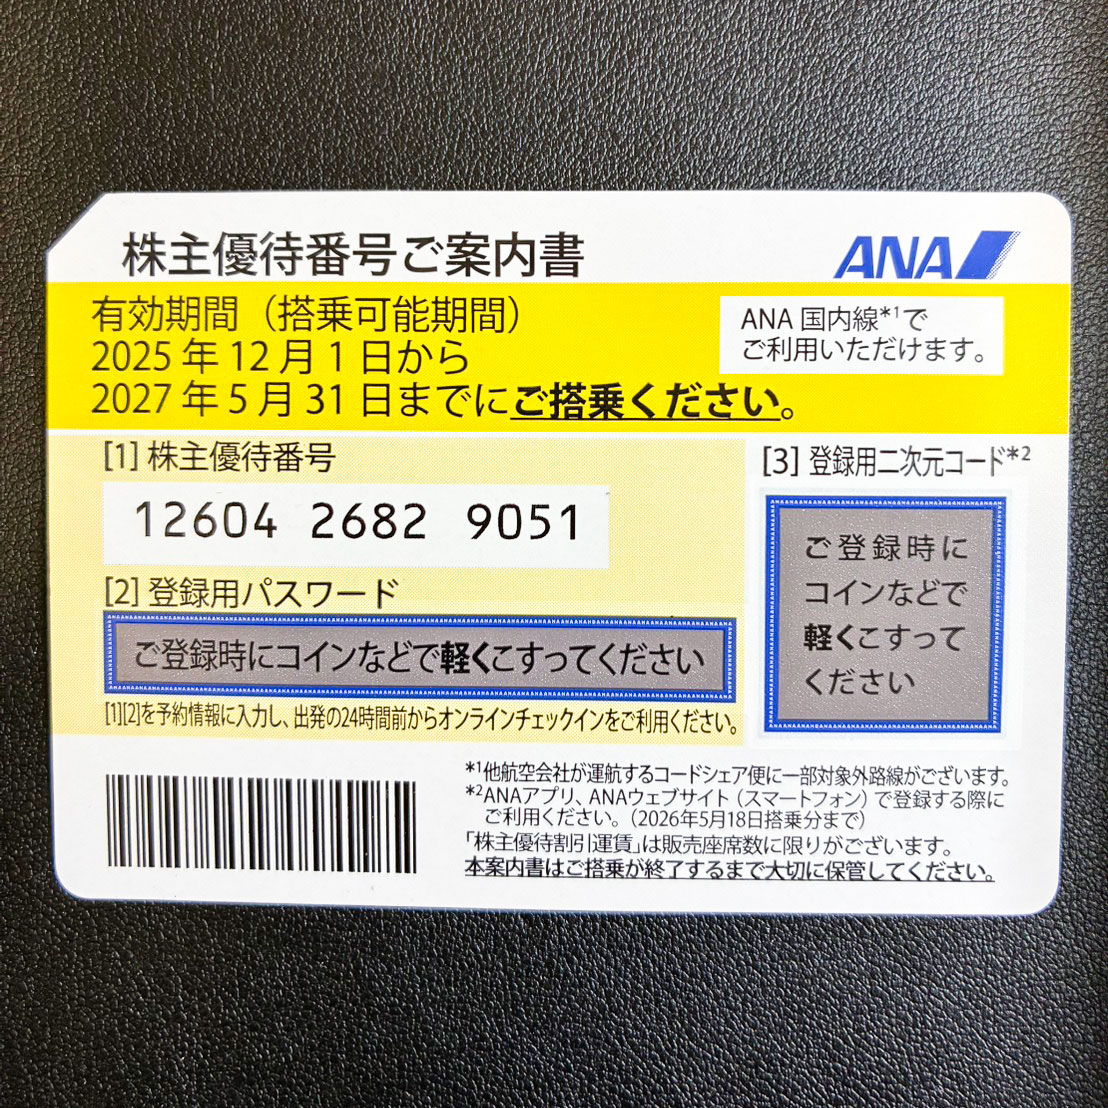 株主優待番号ご案内書
ANA
有効期間（搭乗可能期間）
2025年12月1日から
2027年5月31日までにご搭乗ください。
ANA 国内線*1で
ご利用いただけます。
[1] 株主優待番号
12604 2682 9051
[2] 登録用パスワード
ご登録時にコインなどで軽くこすってください
[1][2]を予約情報に入力し、出発の24時間前からオンラインチェックインをご利用ください。
[3] 登録用二次元コード*2
ご登録時に
コインなどで
軽くこすって
ください
*1他航空会社が運航するコードシェア便に一部対象外路線がございます。
*2ANAアプリ、ANAウェブサイト（スマートフォン）で登録する際に
ご利用ください。（2026年5月18日搭乗分まで）
「株主優待割引運賃」は販売座席数に限りがございます。
本案内書はご搭乗が終了するまで大切に保管してください。